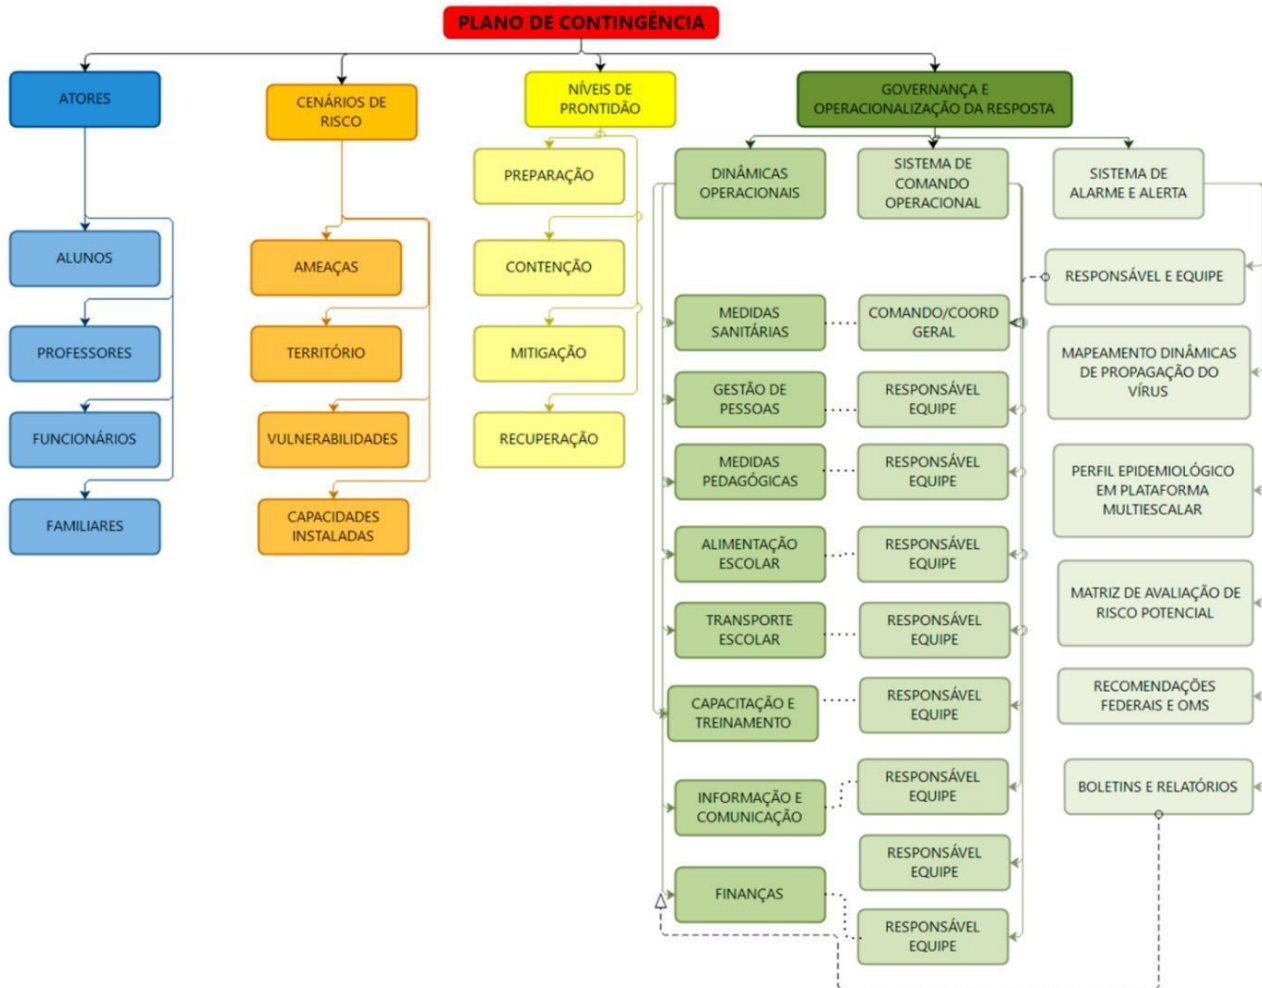 PLANO DE CONTINGÊNCIA
ATORES
ALUNOS
PROFESSORES
FUNCIONÁRIOS
FAMILIARES
CENÁRIOS DE
RISCO
AMEAÇAS
TERRITÓRIO
VULNERABILIDADES
CAPACIDADES
INSTALADAS
NÍVEIS DE
PRONTIDÃO
PREPARAÇÃO
CONTENÇÃO
MITIGAÇÃO
RECUPERAÇÃO
GOVERNANÇA E
OPERACIONALIZAÇÃO DA RESPOSTA
DINÂMICAS
OPERACIONAIS
MEDIDAS
SANITÁRIAS
GESTÃO DE
PESSOAS
MEDIDAS
PEDAGÓGICAS
ALIMENTAÇÃO
ESCOLAR
TRANSPORTE
ESCOLAR
CAPACITAÇÃO E
TREINAMENTO
INFORMAÇÃO E
COMUNICAÇÃO
FINANÇAS
SISTEMA DE
COMANDO
OPERACIONAL
COMANDO/COORD
GERAL
RESPONSÁVEL
EQUIPE
RESPONSÁVEL
EQUIPE
RESPONSÁVEL
EQUIPE
RESPONSÁVEL
EQUIPE
RESPONSÁVEL
EQUIPE
RESPONSÁVEL
EQUIPE
RESPONSÁVEL
EQUIPE
RESPONSÁVEL
EQUIPE
SISTEMA DE
ALARME E ALERTA
RESPONSÁVEL E EQUIPE
MAPEAMENTO DINÂMICAS
DE PROPAGAÇÃO DO
VÍRUS
PERFIL EPIDEMIOLÓGICO
EM PLATAFORMA
MULTIESCALAR
MATRIZ DE AVALIAÇÃO DE
RISCO POTENCIAL
RECOMENDAÇÕES
FEDERAIS E OMS
BOLETINS E RELATÓRIOS